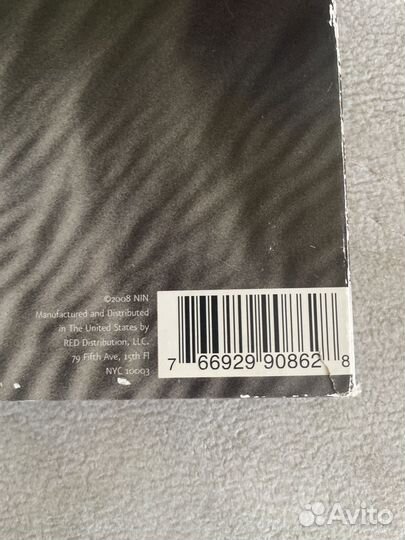 ©2008 NIN
Manufactured and Distributed
in The United States by
RED Distribution, LLC.
79 Fifth Ave, 15th Fl
NYC 10003
7 66929 90862 8
Avito